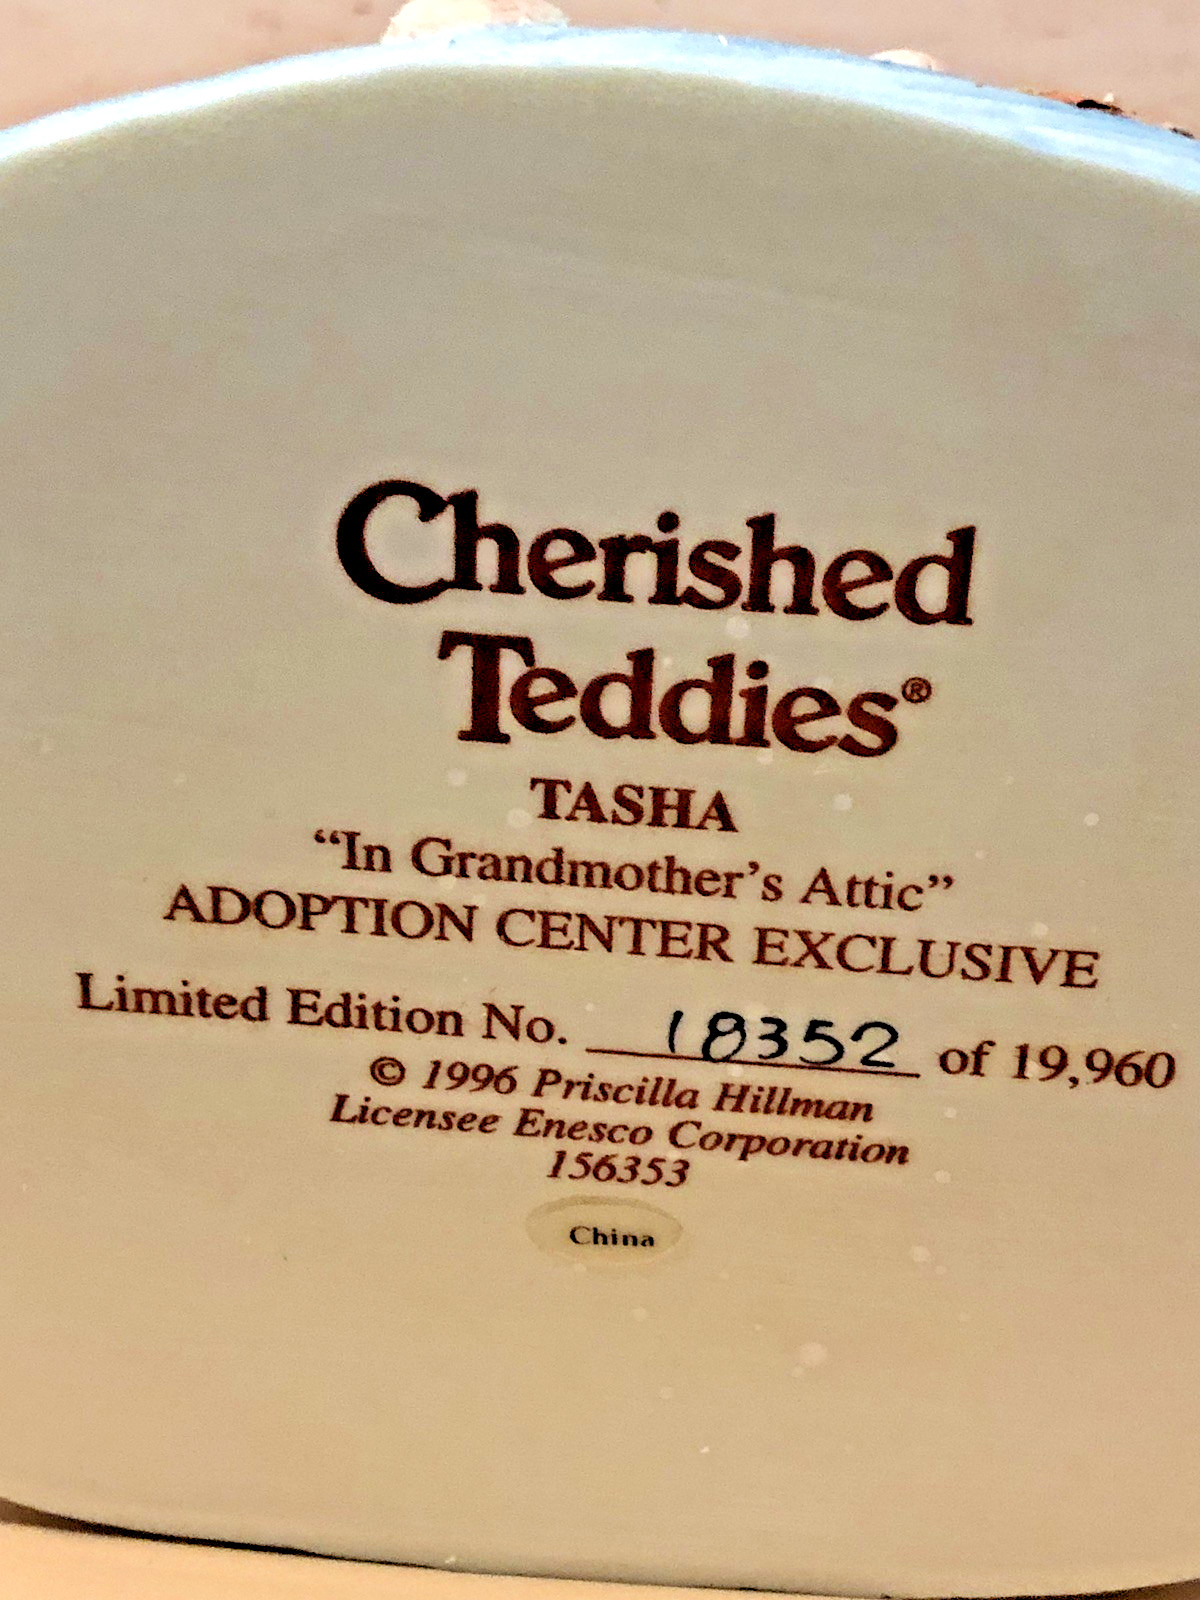 Cherished
Teddies®
TASHA
“In Grandmother’s Attic”
ADOPTION CENTER EXCLUSIVE
Limited Edition No. 18352 of 19,960
© 1996 Priscilla Hillman
Licensee Enesco Corporation
156353
China